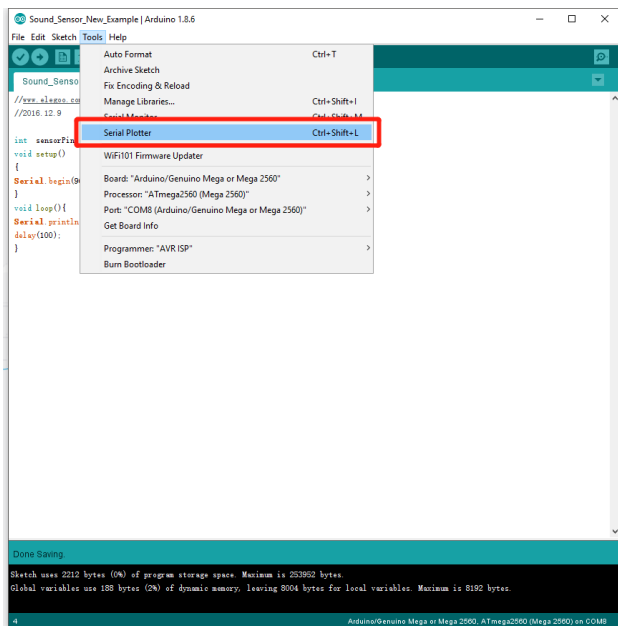 Sound_Sensor_New_Example | Arduino 1.8.6
File Edit Sketch Tools Help
Auto Format Ctrl+T
Archive Sketch
Fix Encoding & Reload
Manage Libraries... Ctrl+Shift+I
Serial Monitor Ctrl+Shift+M
Serial Plotter Ctrl+Shift+L
WiFi101 Firmware Updater
Board: "Arduino/Genuino Mega or Mega 2560"
Processor: "ATmega2560 (Mega 2560)"
Port: "COM8 (Arduino/Genuino Mega or Mega 2560)"
Get Board Info
Programmer: "AVR ISP"
Burn Bootloader
Sound_Senso
//www.elegoo.co
//2016.12.9
int sensorPin
void setup()
{
Serial.begin(9
}
void loop(){
Serial.println
delay(100);
}
Done Saving.
Sketch uses 2212 bytes (0%) of program storage space. Maximum is 253952 bytes.
Global variables use 188 bytes (2%) of dynamic memory, leaving 8004 bytes for local variables. Maximum is 8192 bytes.
4 Arduino/Genuino Mega or Mega 2560, ATmega2560 (Mega 2560) on COM8